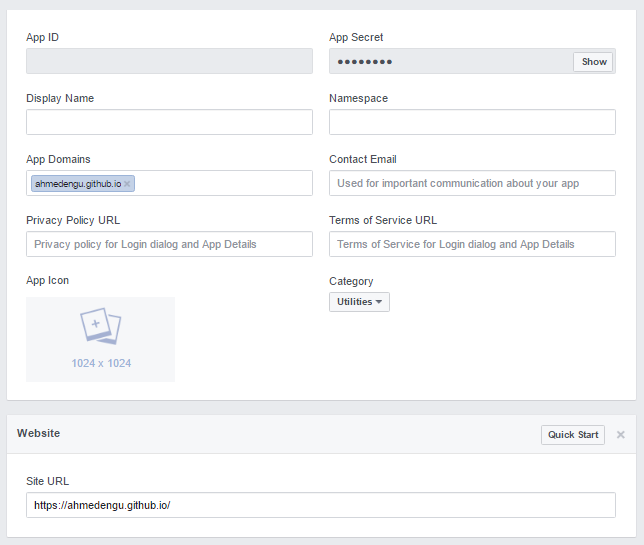 App ID
App Secret
●●●●●●●●
Show
Display Name
Namespace
App Domains
Contact Email
ahmedengu.github.io ×
Used for important communication about your app
Privacy Policy URL
Terms of Service URL
Privacy policy for Login dialog and App Details
Terms of Service for Login dialog and App Details
App Icon
Category
Utilities
1024 x 1024
Website
Quick Start ×
Site URL
https://ahmedengu.github.io/